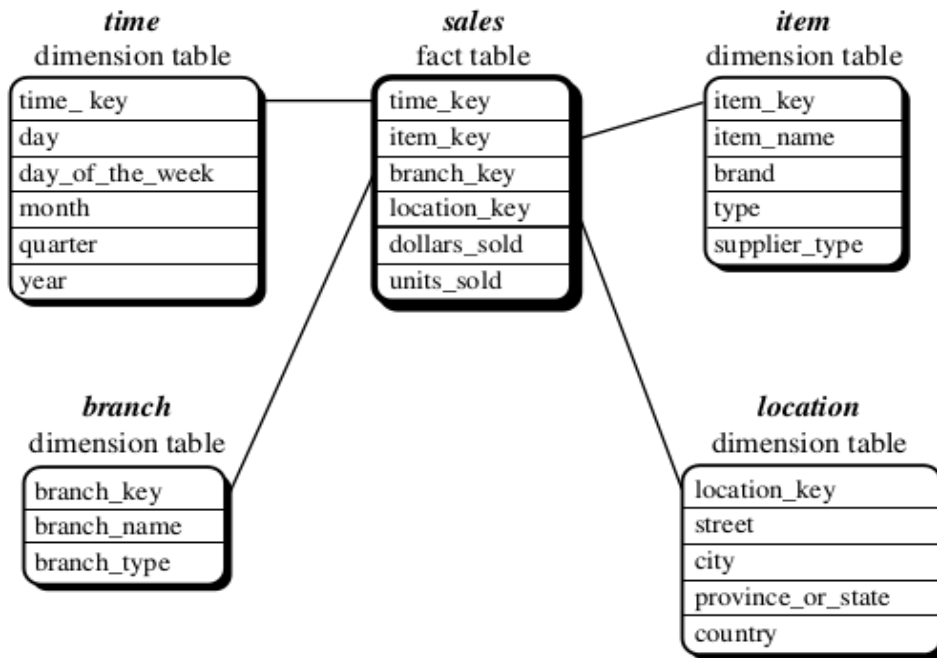 time
dimension table
time_ key
day
day_of_the_week
month
quarter
year
sales
fact table
time_key
item_key
branch_key
location_key
dollars_sold
units_sold
item
dimension table
item_key
item_name
brand
type
supplier_type
branch
dimension table
branch_key
branch_name
branch_type
location
dimension table
location_key
street
city
province_or_state
country